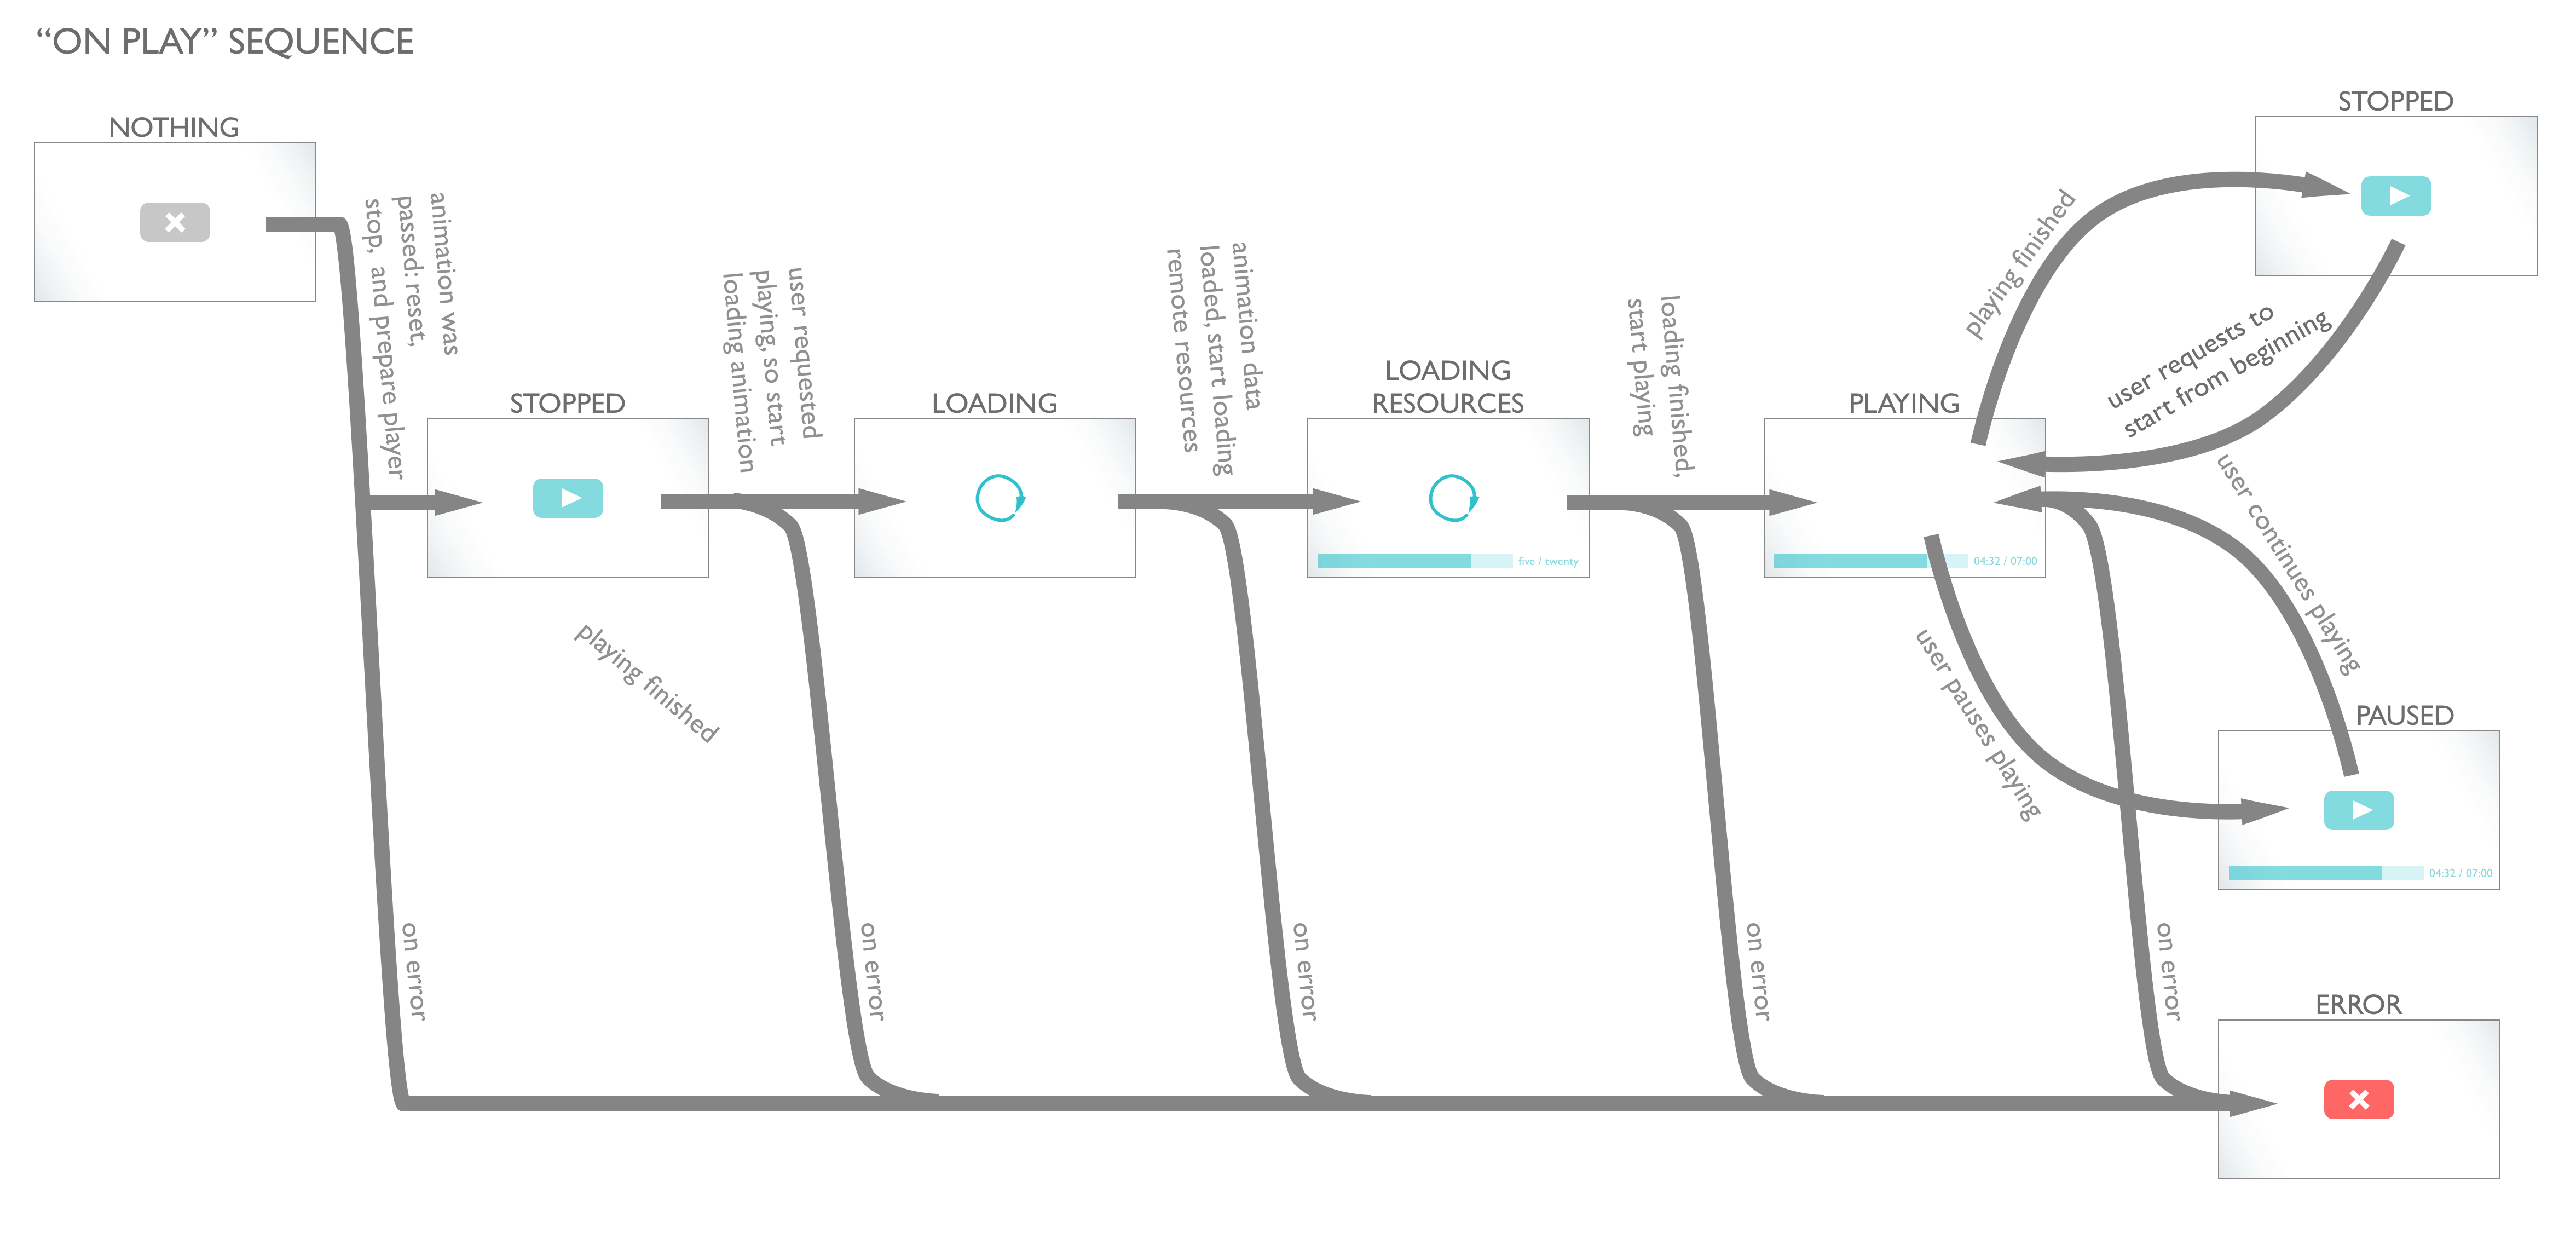 “ON PLAY” SEQUENCE
NOTHING
animation was
passed: reset,
stop, and prepare player
STOPPED
user requested
playing, so start
loading animation
LOADING
animation data
loaded, start loading
remote resources
LOADING
RESOURCES
five / twenty
loading finished,
start playing
PLAYING
04:32 / 07:00
playing finished
STOPPED
user requests to
start from beginning
user continues playing
user pauses playing
PAUSED
04:32 / 07:00
playing finished
on error
on error
on error
on error
on error
ERROR